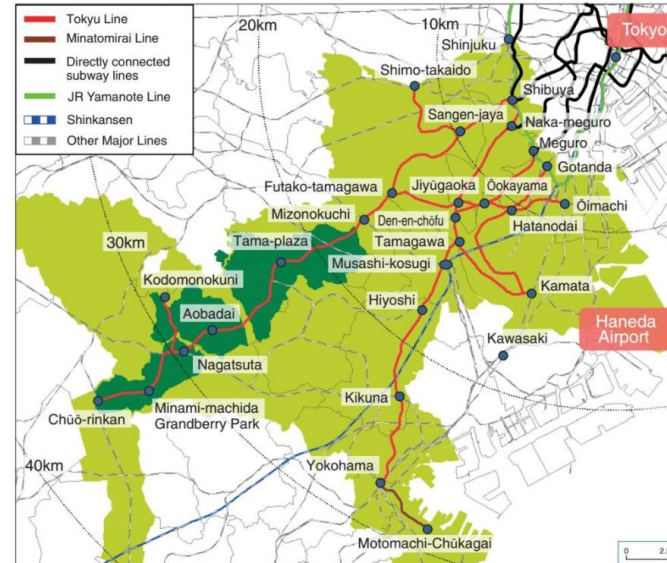 Tokyu Line
Minatomirai Line
Directly connected
subway lines
JR Yamanote Line
Shinkansen
Other Major Lines
20km
10km
Tokyo
Shinjuku
Shimo-takaido
Shibuya
Sangen-jaya
Naka-meguro
Meguro
Gotanda
Futako-tamagawa
Jiyūgaoka
Ōokayama
Mizonokuchi
Den-en-chōfu
Ōimachi
Hatanodai
Tama-plaza
Tamagawa
30km
Musashi-kosugi
Kodomonokuni
Kamata
Hiyoshi
Aobadai
Haneda
Airport
Kawasaki
Nagatsuta
Kikuna
Chūō-rinkan
Minami-machida
Grandberry Park
Yokohama
40km
Motomachi-Chūkagai
0